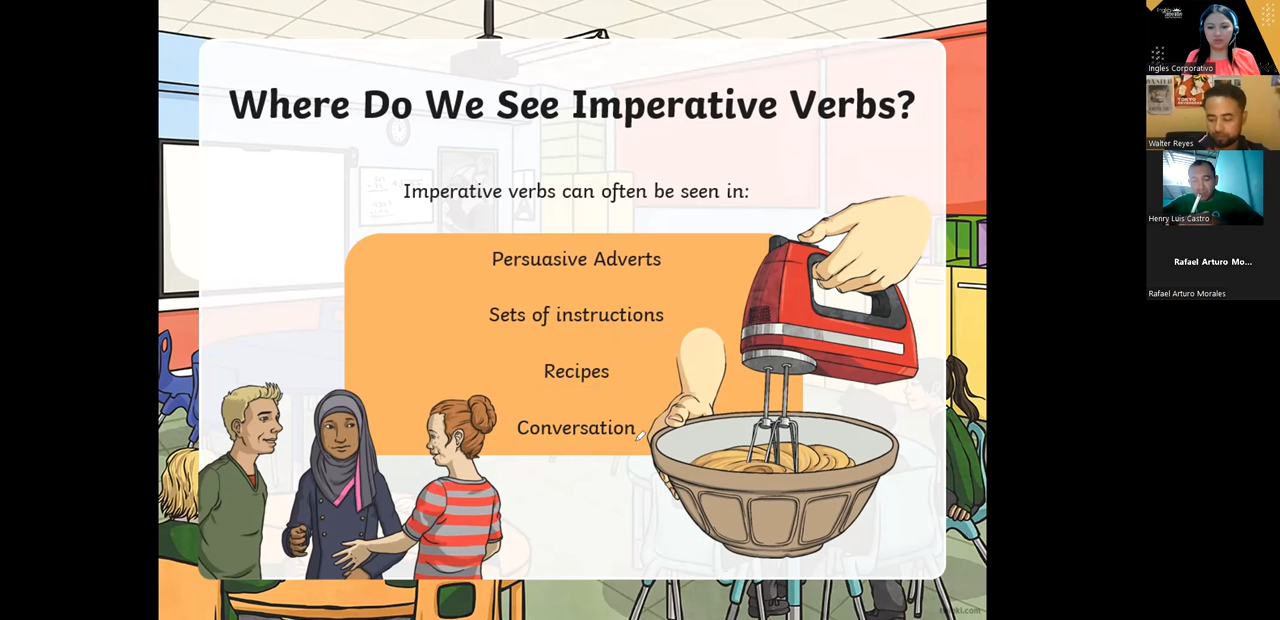 Where Do We See Imperative Verbs?
Imperative verbs can often be seen in:
Persuasive Adverts
Sets of instructions
Recipes
Conversation
Ingles Corporativo
Walter Reyes
Henry Luis Castro
Rafael Arturo Mo...
Rafael Arturo Morales